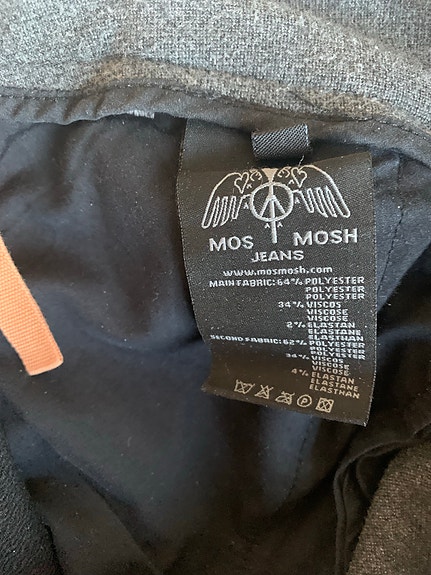 MOS MOSH
JEANS
www.mosmosh.com
MAIN FABRIC: 64% POLYESTER
POLYESTER
POLYESTER
34% VISCOS
VISCOSE
VISCOSE
2% ELASTAN
ELASTANE
ELASTHAN
SECOND FABRIC: 62% POLYESTER
POLYESTER
POLYESTER
34% VISCOS
VISCOSE
VISCOSE
4% ELASTAN
ELASTANE
ELASTHAN